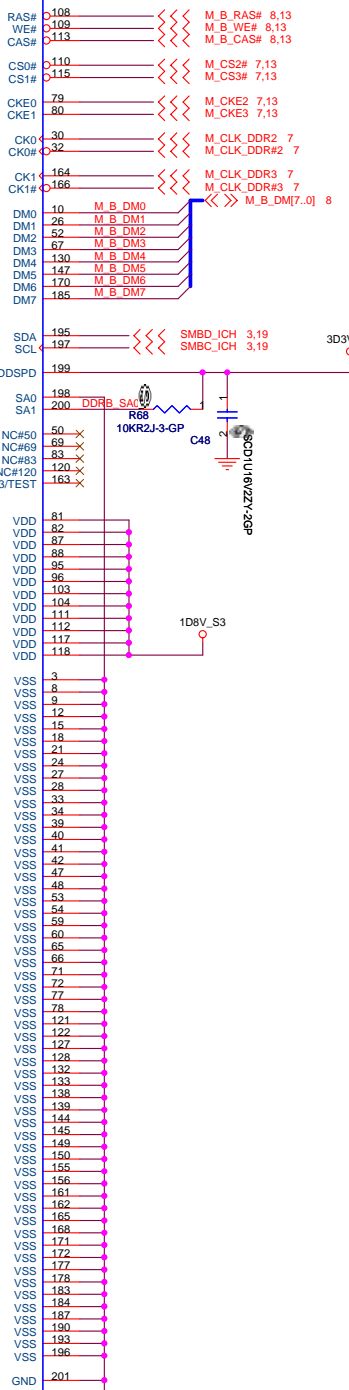 RAS# 108 M_B_RAS# 8,13
WE# 109 M_B_WE# 8,13
CAS# 113 M_B_CAS# 8,13
CS0# 110 M_CS2# 7,13
CS1# 115 M_CS3# 7,13
CKE0 79 M_CKE2 7,13
CKE1 80 M_CKE3 7,13
CK0 30 M_CLK_DDR2 7
CK0# 32 M_CLK_DDR#2 7
CK1 164 M_CLK_DDR3 7
CK1# 166 M_CLK_DDR#3 7
M_B_DM[7..0] 8
DM0 10 M_B_DM0
DM1 26 M_B_DM1
DM2 52 M_B_DM2
DM3 67 M_B_DM3
DM4 130 M_B_DM4
DM5 147 M_B_DM5
DM6 170 M_B_DM6
DM7 185 M_B_DM7
SDA 195 SMBD_ICH 3,19
SCL 197 SMBC_ICH 3,19
3D3V
DDSPD 199
SA0 198
SA1 200 DDRB_SA0 1
R68
10KR2J-3-GP
1
2
C48
SCD1U16V2ZY-2GP
NC#50 50
NC#69 69
NC#83 83
NC#120 120
3/TEST 163
VDD 81
VDD 82
VDD 87
VDD 88
VDD 95
VDD 96
VDD 103
VDD 104
VDD 111
VDD 112
VDD 117
VDD 118
1D8V_S3
VSS 3
VSS 8
VSS 9
VSS 12
VSS 15
VSS 18
VSS 21
VSS 24
VSS 27
VSS 28
VSS 33
VSS 34
VSS 39
VSS 40
VSS 41
VSS 42
VSS 47
VSS 48
VSS 53
VSS 54
VSS 59
VSS 60
VSS 65
VSS 66
VSS 71
VSS 72
VSS 77
VSS 78
VSS 121
VSS 122
VSS 127
VSS 128
VSS 132
VSS 133
VSS 138
VSS 139
VSS 144
VSS 145
VSS 149
VSS 150
VSS 155
VSS 156
VSS 161
VSS 162
VSS 165
VSS 168
VSS 171
VSS 172
VSS 177
VSS 178
VSS 183
VSS 184
VSS 187
VSS 190
VSS 193
VSS 196
GND 201